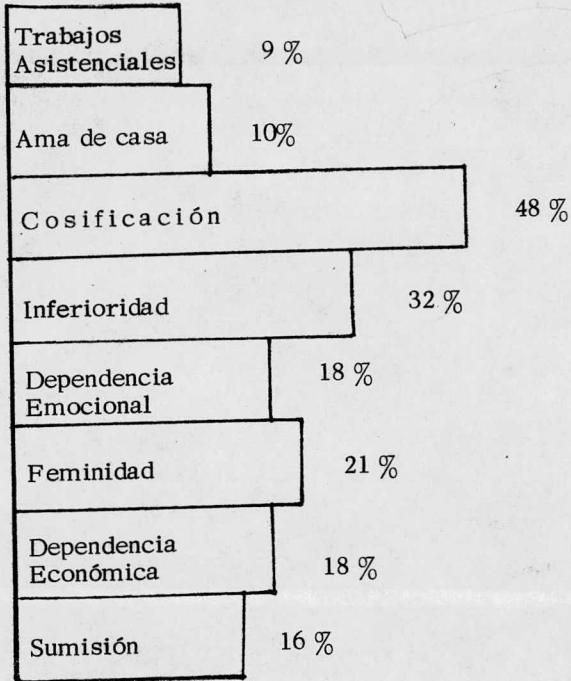 Trabajos
Asistenciales 9 %
Ama de casa 10%
Cosificación 48 %
Inferioridad 32 %
Dependencia
Emocional 18 %
Feminidad 21 %
Dependencia
Económica 18 %
Sumisión 16 %